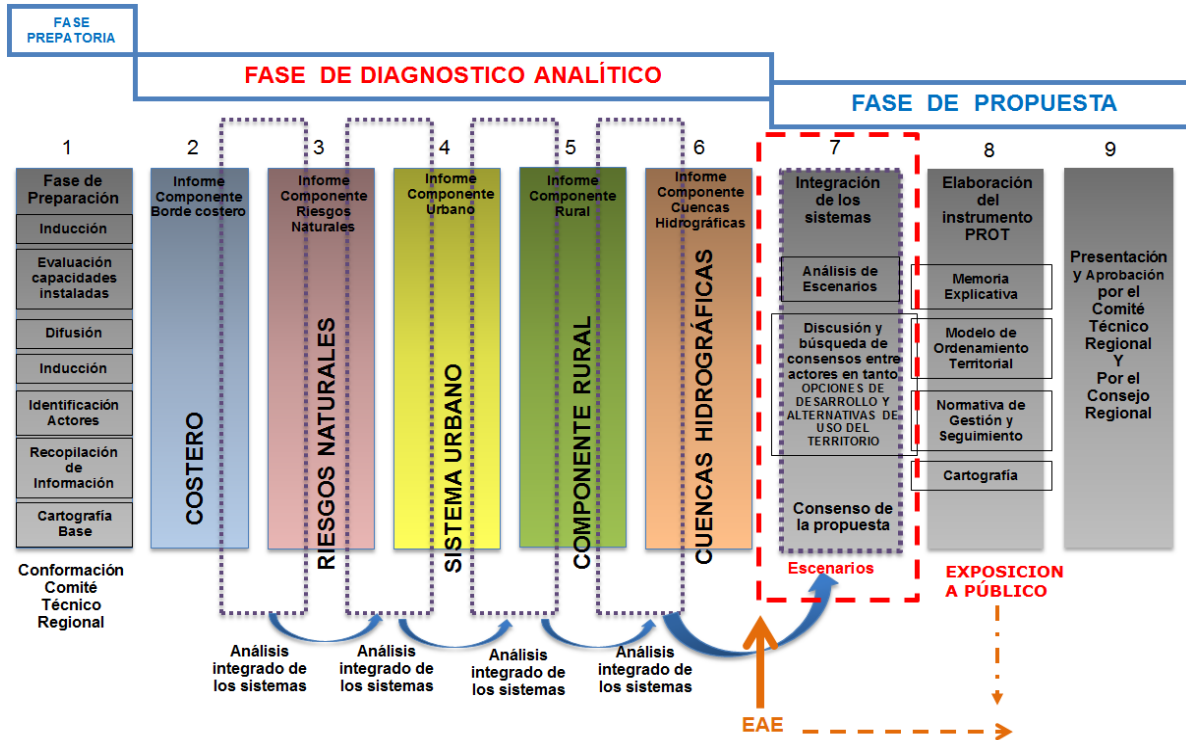 FASE
PREPATORIA
FASE DE DIAGNOSTICO ANALÍTICO
FASE DE PROPUESTA
1
Fase de
Preparación
Inducción
Evaluación
capacidades
instaladas
Difusión
Inducción
Identificación
Actores
Recopilación
de
Información
Cartografía
Base
Conformación
Comité
Técnico
Regional
2
Informe
Componente
Borde costero
COSTERO
3
Informe
Componente
Riesgos
Naturales
RIESGOS NATURALES
4
Informe
Componente
Urbano
SISTEMA URBANO
5
Informe
Componente
Rural
COMPONENTE RURAL
6
Informe
Componente
Cuencas
Hidrográficas
CUENCAS HIDROGRÁFICAS
7
Integración
de los
sistemas
Análisis de
Escenarios
Discusión y
búsqueda de
consensos entre
actores en tanto
OPCIONES DE
DESARROLLO Y
ALTERNATIVAS DE
USO DEL
TERRITORIO
Consenso de
la propuesta
Escenarios
8
Elaboración
del
instrumento
PROT
Memoria
Explicativa
Modelo de
Ordenamiento
Territorial
Normativa de
Gestión y
Seguimiento
Cartografía
EXPOSICION
A PÚBLICO
9
Presentación
y Aprobación
por el
Comité
Técnico
Regional
Y
Por el
Consejo
Regional
Análisis
integrado de
los sistemas
Análisis
integrado de
los sistemas
Análisis
integrado de
los sistemas
Análisis
integrado de
los sistemas
EAE